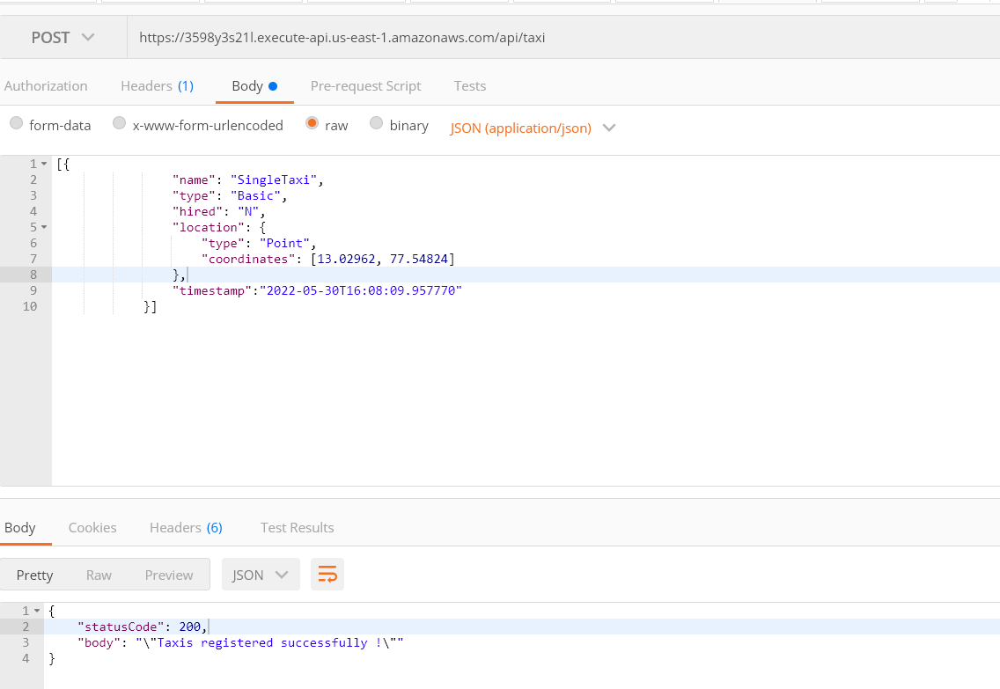 POST https://3598y3s21l.execute-api.us-east-1.amazonaws.com/api/taxi
Authorization Headers (1) Body Pre-request Script Tests
form-data x-www-form-urlencoded raw binary JSON (application/json)
1 [{
2 "name": "SingleTaxi",
3 "type": "Basic",
4 "hired": "N",
5 "location": {
6 "type": "Point",
7 "coordinates": [13.02962, 77.54824]
8 },
9 "timestamp":"2022-05-30T16:08:09.957770"
10 }]
Body Cookies Headers (6) Test Results
Pretty Raw Preview JSON
1 {
2 "statusCode": 200,
3 "body": "\"Taxis registered successfully !\""
4 }